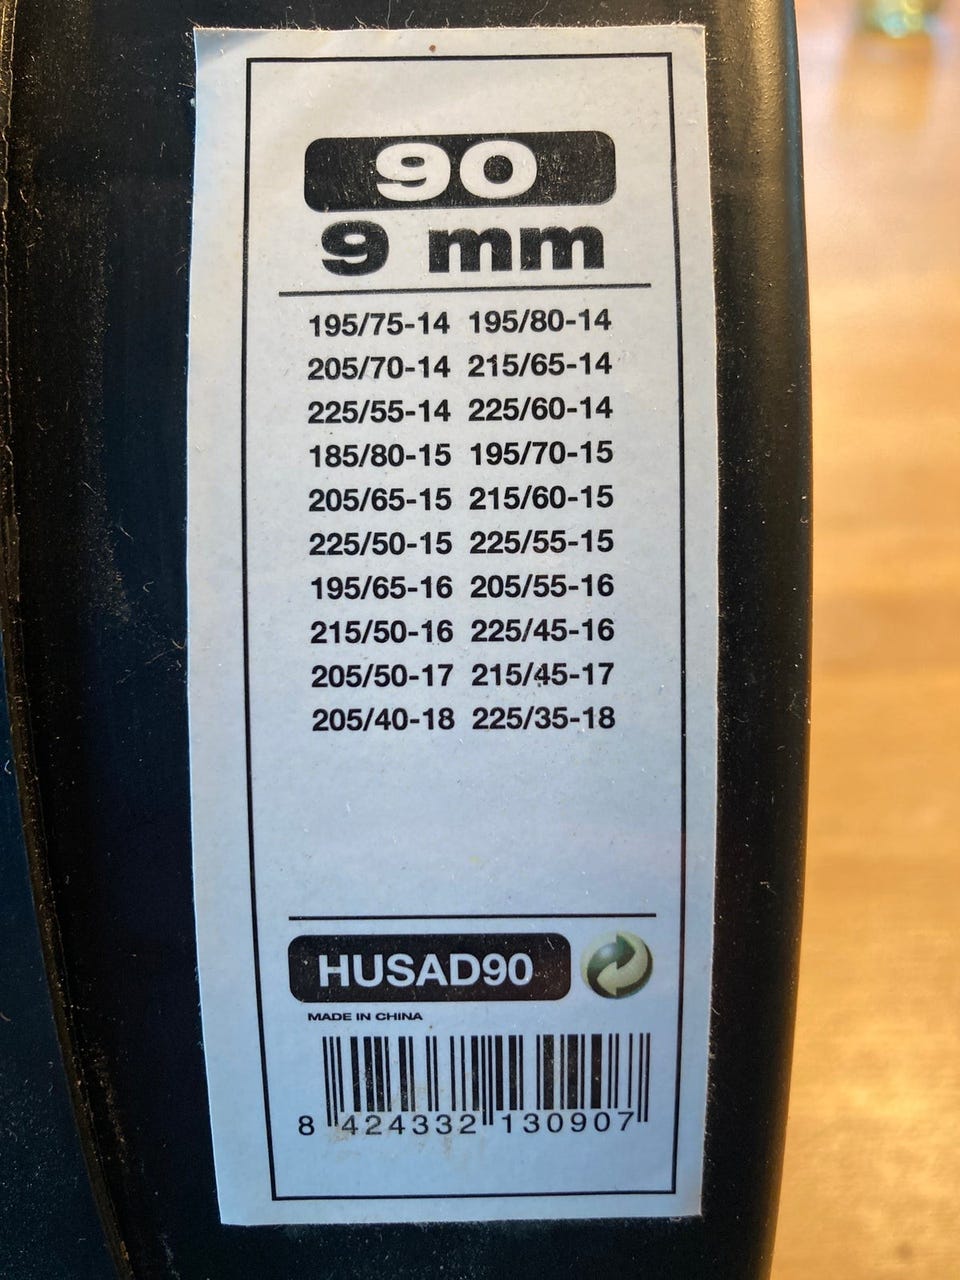 90
9 mm
195/75-14 195/80-14
205/70-14 215/65-14
225/55-14 225/60-14
185/80-15 195/70-15
205/65-15 215/60-15
225/50-15 225/55-15
195/65-16 205/55-16
215/50-16 225/45-16
205/50-17 215/45-17
205/40-18 225/35-18
HUSAD90
MADE IN CHINA
8 424332 130907